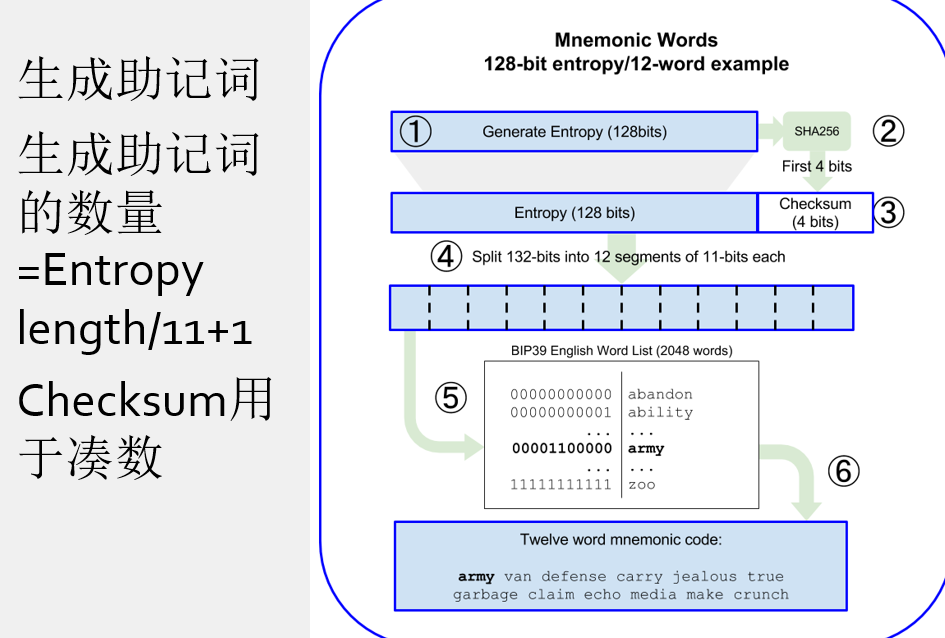 生成助记词
生成助记词
的数量
=Entropy
length/11+1
Checksum用
于凑数
Mnemonic Words
128-bit entropy/12-word example
① Generate Entropy (128bits)
SHA256
②
First 4 bits
Entropy (128 bits)
Checksum
(4 bits)
③
④ Split 132-bits into 12 segments of 11-bits each
BIP39 English Word List (2048 words)
⑤
00000000000 abandon
00000000001 ability
... ...
00001100000 army
... ...
11111111111 zoo
⑥
Twelve word mnemonic code:
army van defense carry jealous true
garbage claim echo media make crunch